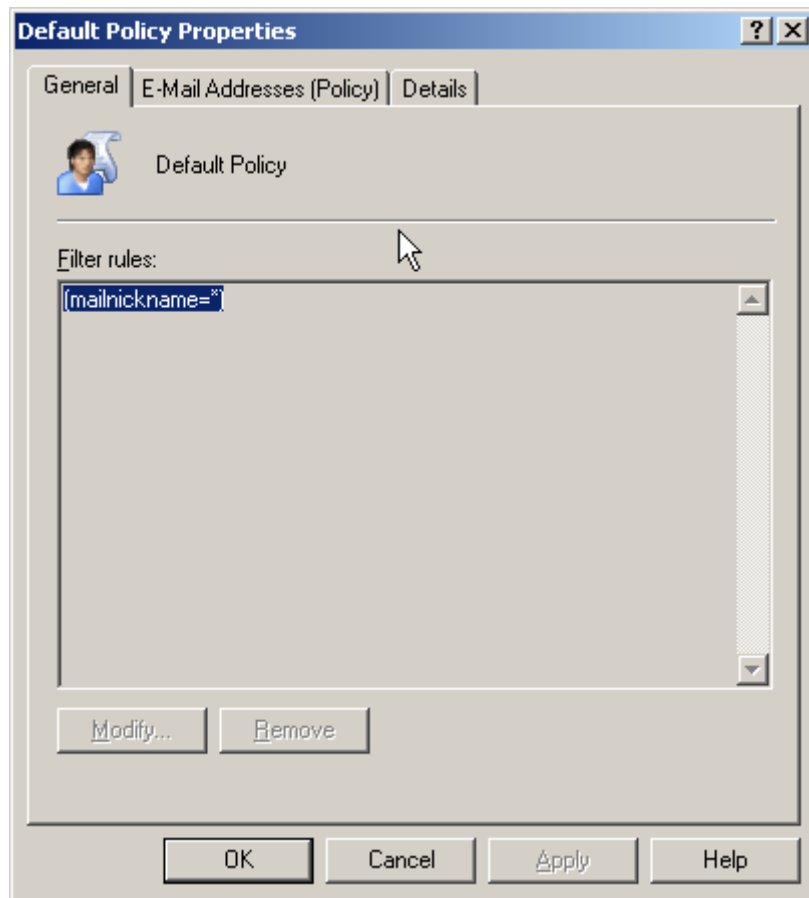 Default Policy Properties
General E-Mail Addresses (Policy) Details
Default Policy
Filter rules:
(mailnickname=*)
Modify... Remove
OK Cancel Apply Help